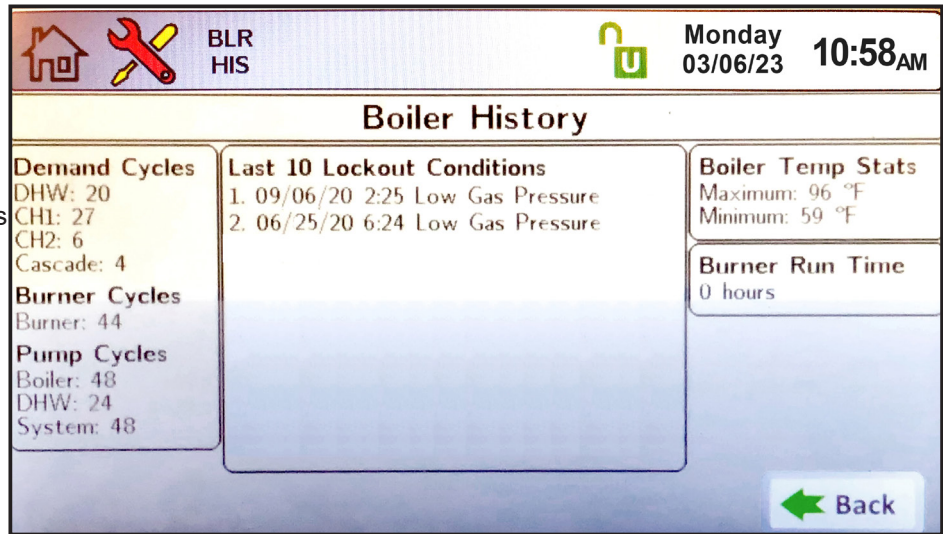 BLR
HIS
U
Monday
03/06/23
10:58AM
Boiler History
Demand Cycles
DHW: 20
s
CH1: 27
CH2: 6
Cascade: 4
Burner Cycles
Burner: 44
Pump Cycles
Boiler: 48
DHW: 24
System: 48
Last 10 Lockout Conditions
1. 09/06/20 2:25 Low Gas Pressure
2. 06/25/20 6:24 Low Gas Pressure
Boiler Temp Stats
Maximum: 96 °F
Minimum: 59 °F
Burner Run Time
0 hours
Back